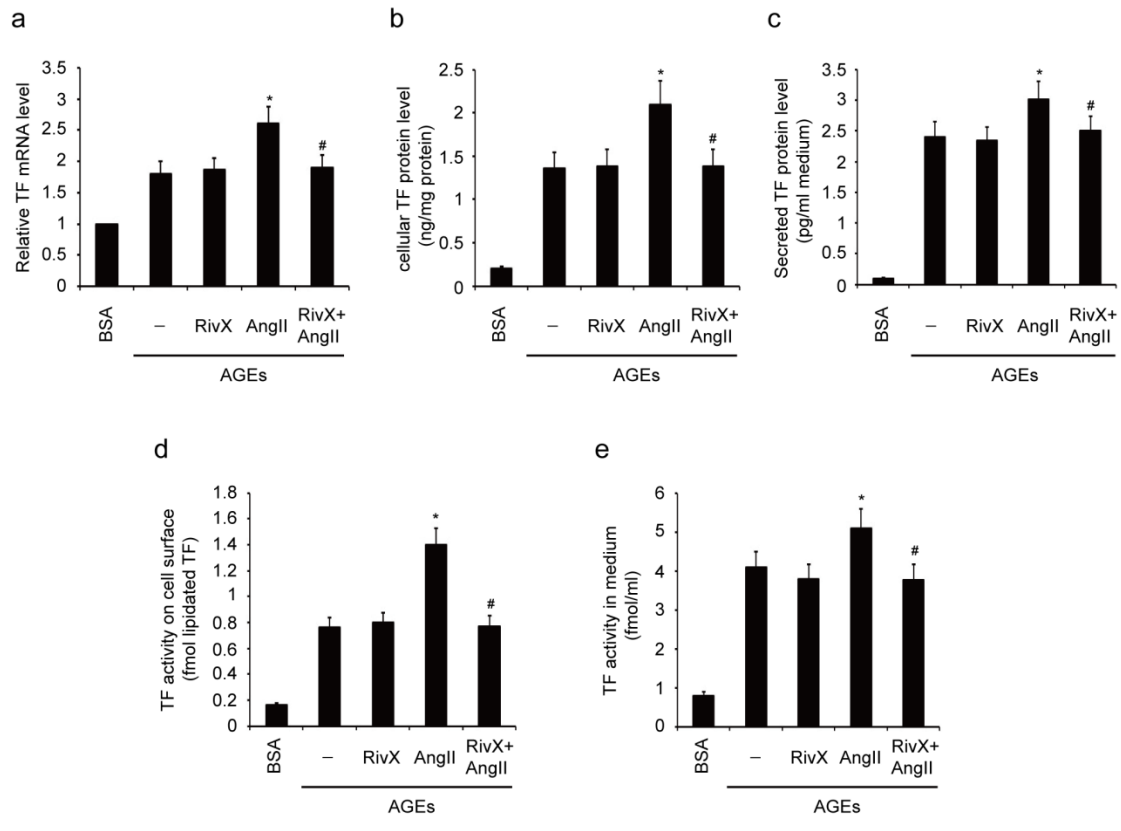 a
Relative TF mRNA level
3.5
3
2.5
2
1.5
1
0.5
0
*
#
BSA
–
RivX
AngII
RivX+
AngII
AGEs
b
cellular TF protein level
(ng/mg protein)
2.5
2
1.5
1
0.5
0
*
#
BSA
–
RivX
AngII
RivX+
AngII
AGEs
c
Secreted TF protein level
(pg/ml medium)
3.5
3
2.5
2
1.5
1
0.5
0
*
#
BSA
–
RivX
AngII
RivX+
AngII
AGEs
d
TF activity on cell surface
(fmol lipidated TF)
1.8
1.6
1.4
1.2
1
0.8
0.6
0.4
0.2
0
*
#
BSA
–
RivX
AngII
RivX+
AngII
AGEs
e
TF activity in medium
(fmol/ml)
6
5
4
3
2
1
0
*
#
BSA
–
RivX
AngII
RivX+
AngII
AGEs